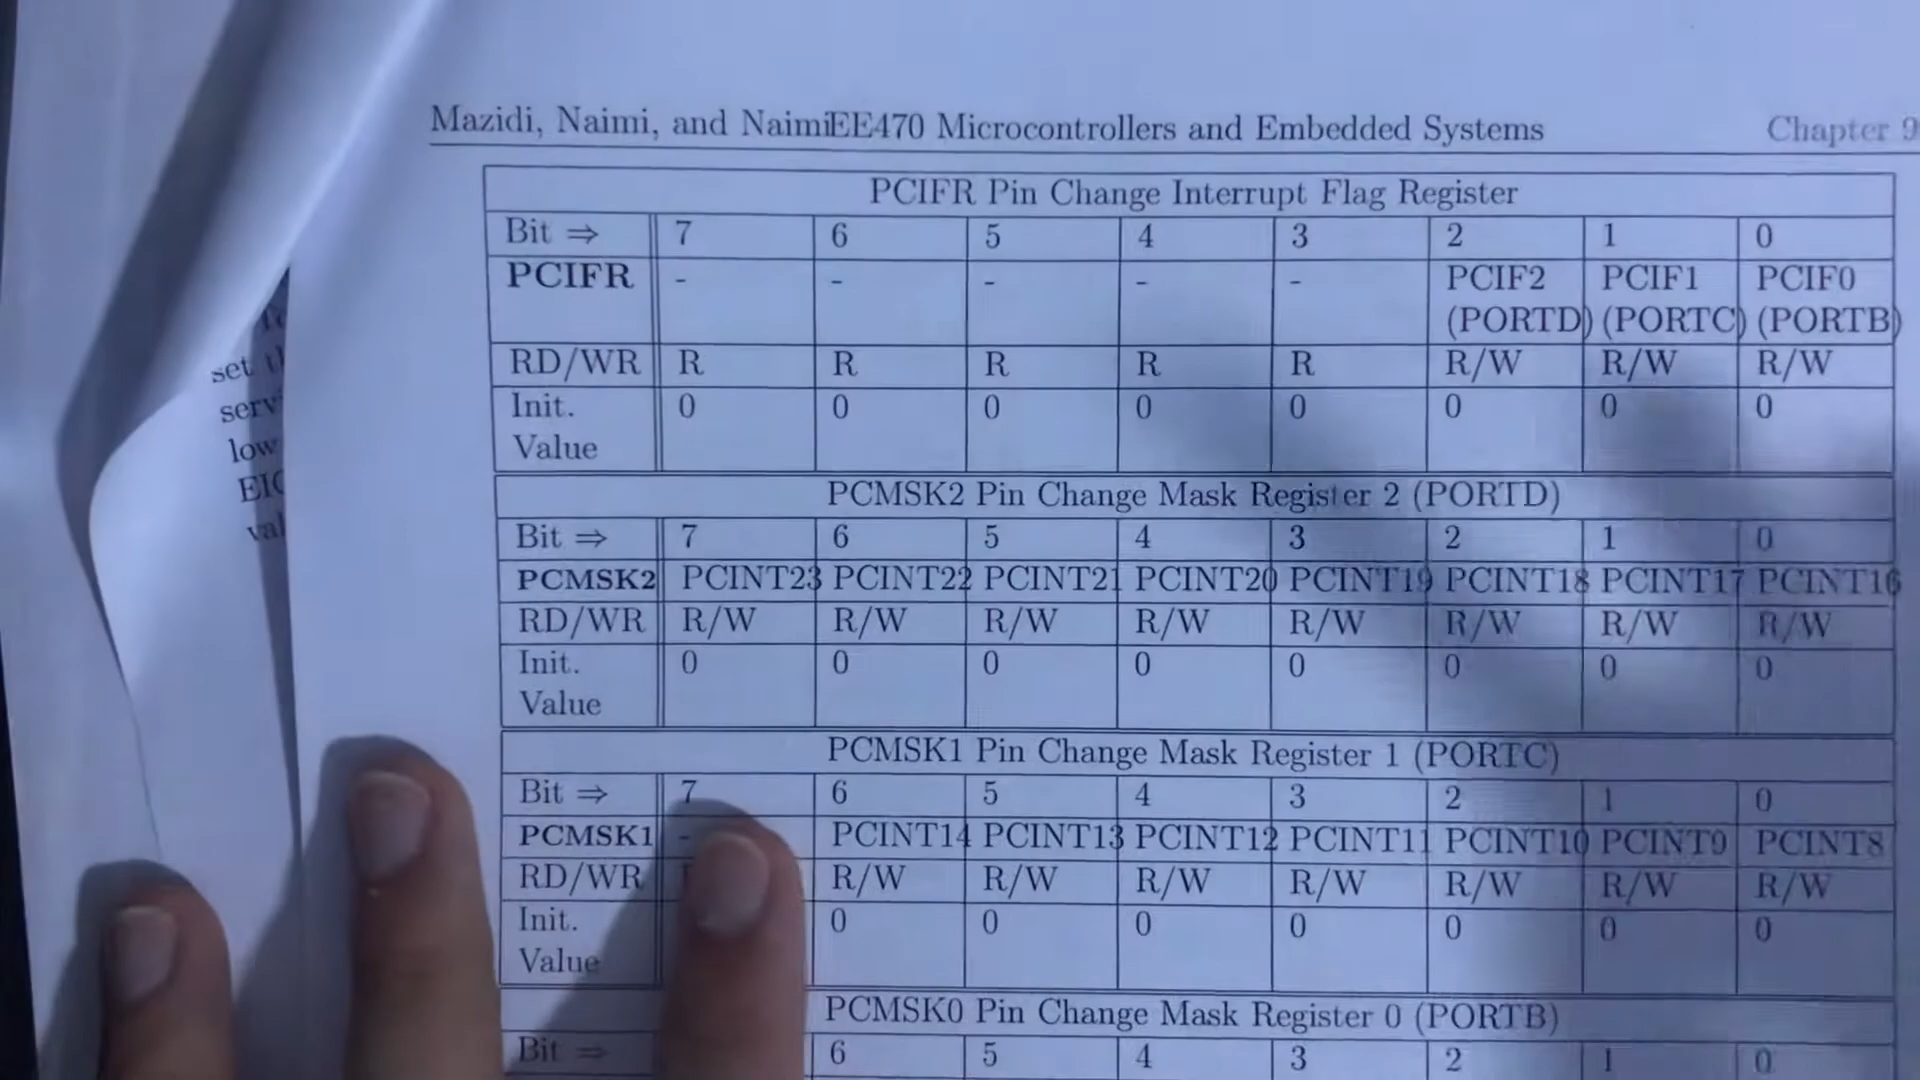 Mazidi, Naimi, and NaimiEE470 Microcontrollers and Embedded Systems Chapter 9
PCIFR Pin Change Interrupt Flag Register
Bit ⇒ 7 6 5 4 3 2 1 0
PCIFR - - - - - PCIF2 PCIF1 PCIF0
(PORTD) (PORTC) (PORTB)
RD/WR R R R R R R/W R/W R/W
Init. 0 0 0 0 0 0 0 0
Value
PCMSK2 Pin Change Mask Register 2 (PORTD)
Bit ⇒ 7 6 5 4 3 2 1 0
PCMSK2 PCINT23 PCINT22 PCINT21 PCINT20 PCINT19 PCINT18 PCINT17 PCINT16
RD/WR R/W R/W R/W R/W R/W R/W R/W R/W
Init. 0 0 0 0 0 0 0 0
Value
PCMSK1 Pin Change Mask Register 1 (PORTC)
Bit ⇒ 7 6 5 4 3 2 1 0
PCMSK1 - PCINT14 PCINT13 PCINT12 PCINT11 PCINT10 PCINT9 PCINT8
RD/WR R/W R/W R/W R/W R/W R/W R/W
Init. 0 0 0 0 0 0 0
Value
PCMSK0 Pin Change Mask Register 0 (PORTB)
Bit ⇒ 6 5 4 3 2 1 0
set
low